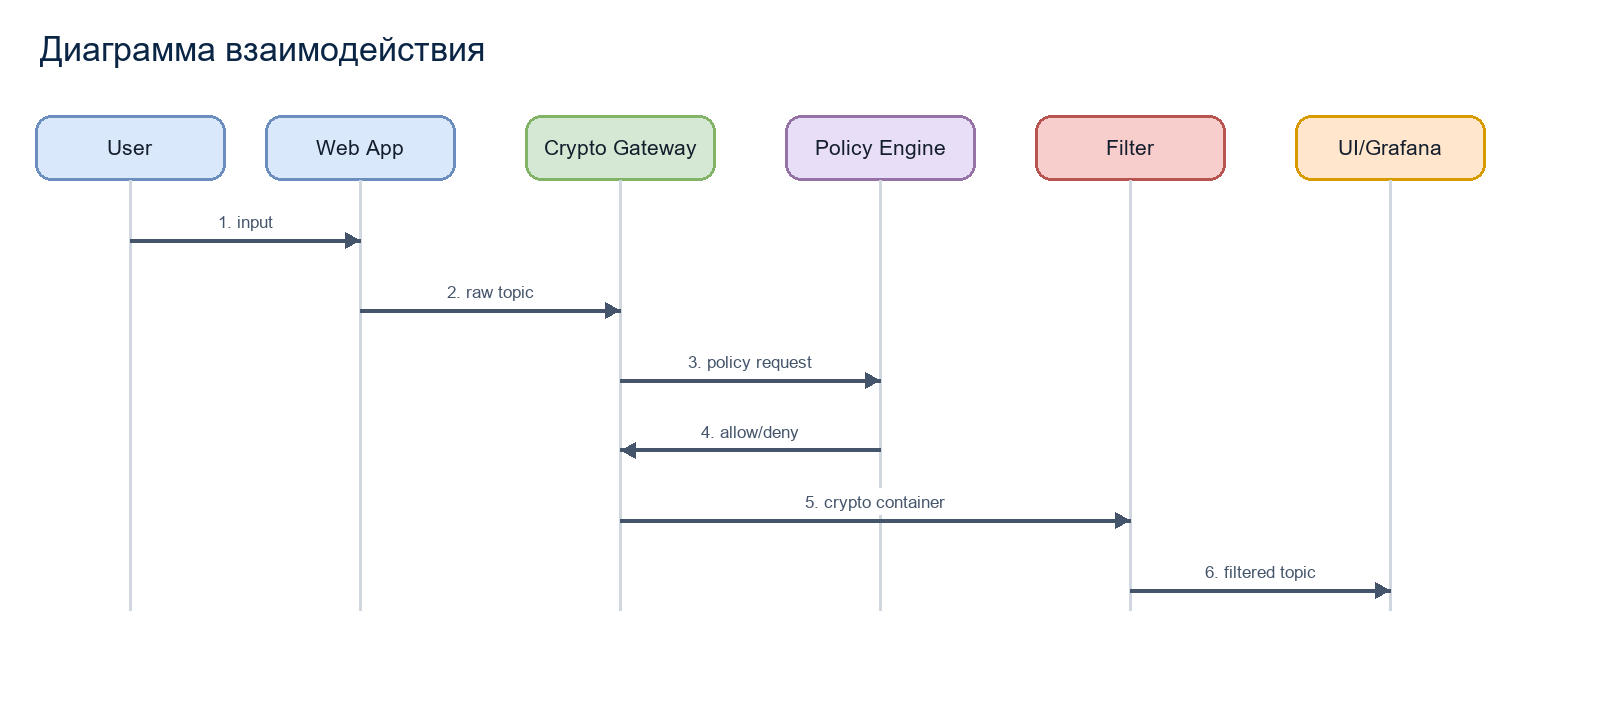 Диаграмма взаимодействия
User
Web App
Crypto Gateway
Policy Engine
Filter
UI/Grafana
1. input
2. raw topic
3. policy request
4. allow/deny
5. crypto container
6. filtered topic